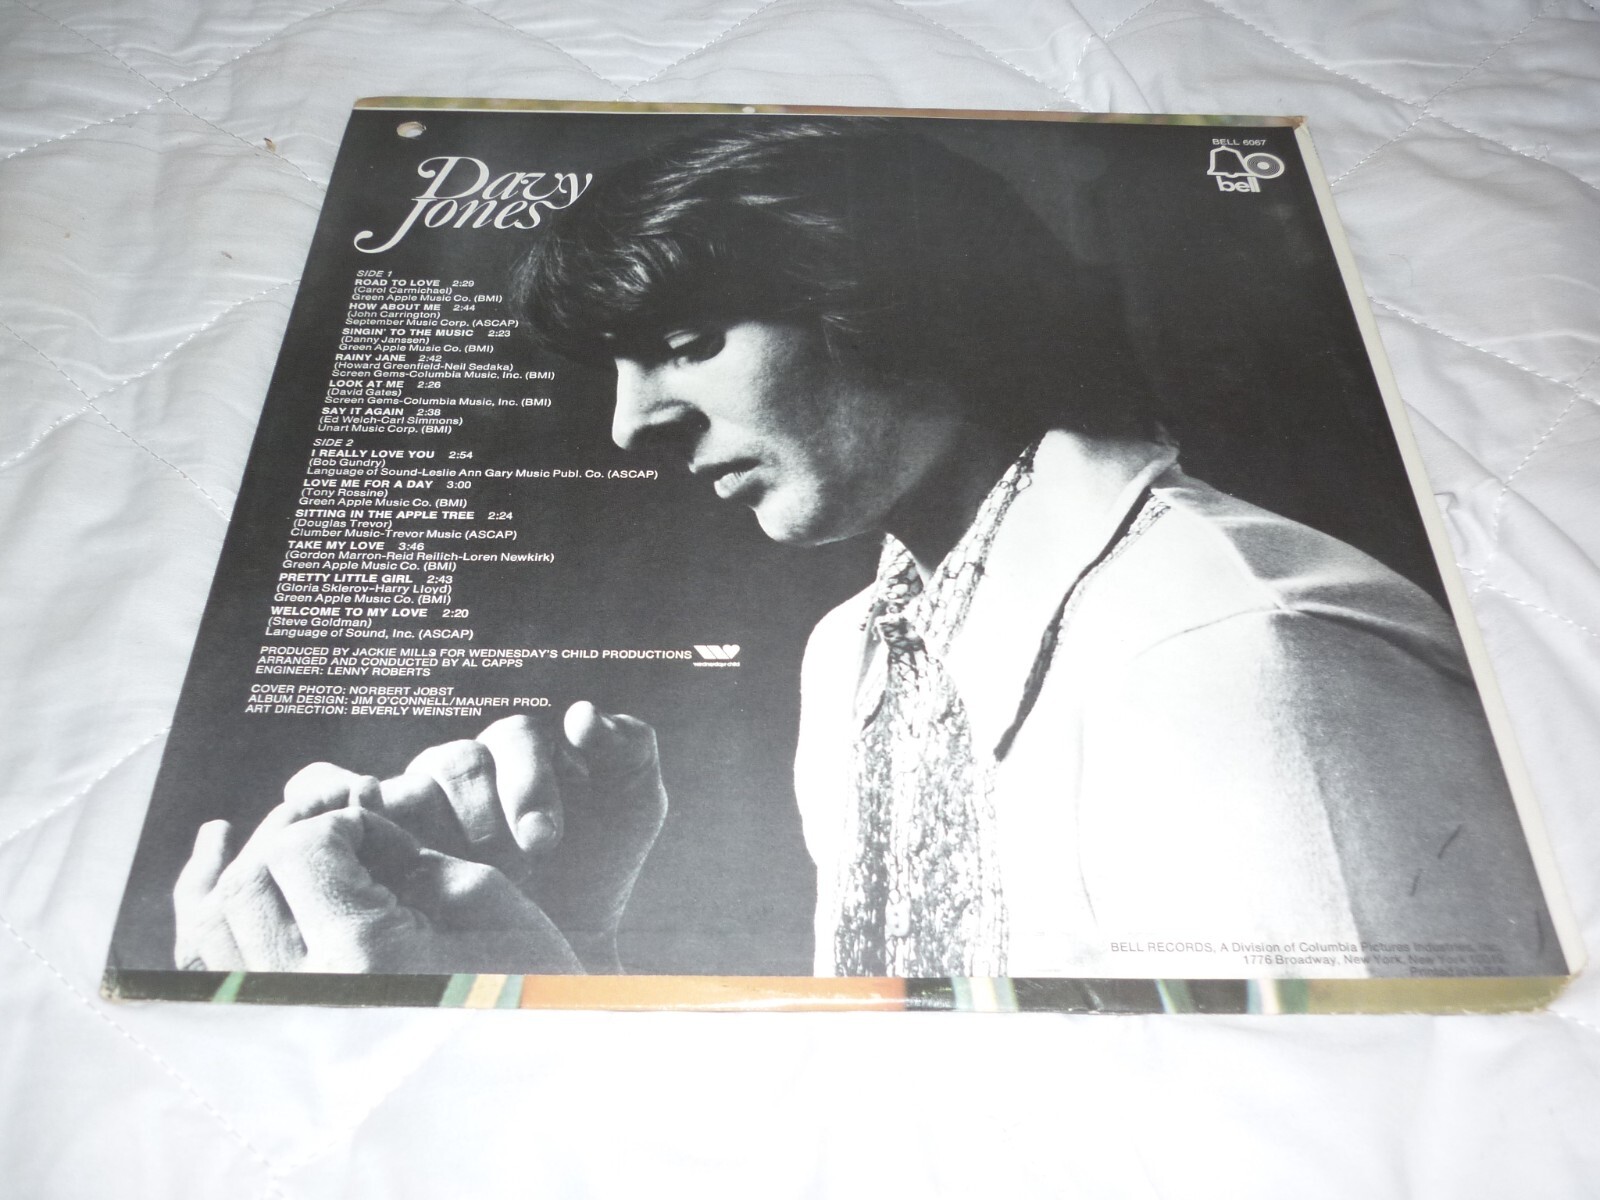 Davy
Jones
BELL 6067
bell
SIDE 1
ROAD TO LOVE 2:29
(Carol Carmichael)
Green Apple Music Co. (BMI)
HOW ABOUT ME 2:44
(John Carrington)
September Music Corp. (ASCAP)
SINGIN' TO THE MUSIC 2:23
(Danny Janssen)
Green Apple Music Co. (BMI)
RAINY JANE 2:42
(Howard Greenfield-Neil Sedaka)
Screen Gems-Columbia Music, Inc. (BMI)
LOOK AT ME 2:26
(David Gates)
Screen Gems-Columbia Music, Inc. (BMI)
SAY IT AGAIN 2:38
(Ed Welch-Carl Simmons)
Unart Music Corp. (BMI)
SIDE 2
I REALLY LOVE YOU 2:54
(Bob Gundry)
Language of Sound-Leslie Ann Gary Music Publ. Co. (ASCAP)
LOVE ME FOR A DAY 3:00
(Tony Rossine)
Green Apple Music Co. (BMI)
SITTING IN THE APPLE TREE 2:24
(Douglas Trevor)
Clumber Music-Trevor Music (ASCAP)
TAKE MY LOVE 3:46
(Gordon Marron-Reid Reilich-Loren Newkirk)
Green Apple Music Co. (BMI)
PRETTY LITTLE GIRL 2:43
(Gloria Sklerov-Harry Lloyd)
Green Apple Music Co. (BMI)
WELCOME TO MY LOVE 2:20
(Steve Goldman)
Language of Sound, Inc. (ASCAP)
PRODUCED BY JACKIE MILLS FOR WEDNESDAY'S CHILD PRODUCTIONS
wednesday's child
ARRANGED AND CONDUCTED BY AL CAPPS
ENGINEER: LENNY ROBERTS
COVER PHOTO: NORBERT JOBST
ALBUM DESIGN: JIM O'CONNELL/MAURER PROD.
ART DIRECTION: BEVERLY WEINSTEIN
BELL RECORDS, A Division of Columbia Pictures Industries, Inc.
1776 Broadway, New York, New York 10019
Printed in U.S.A.